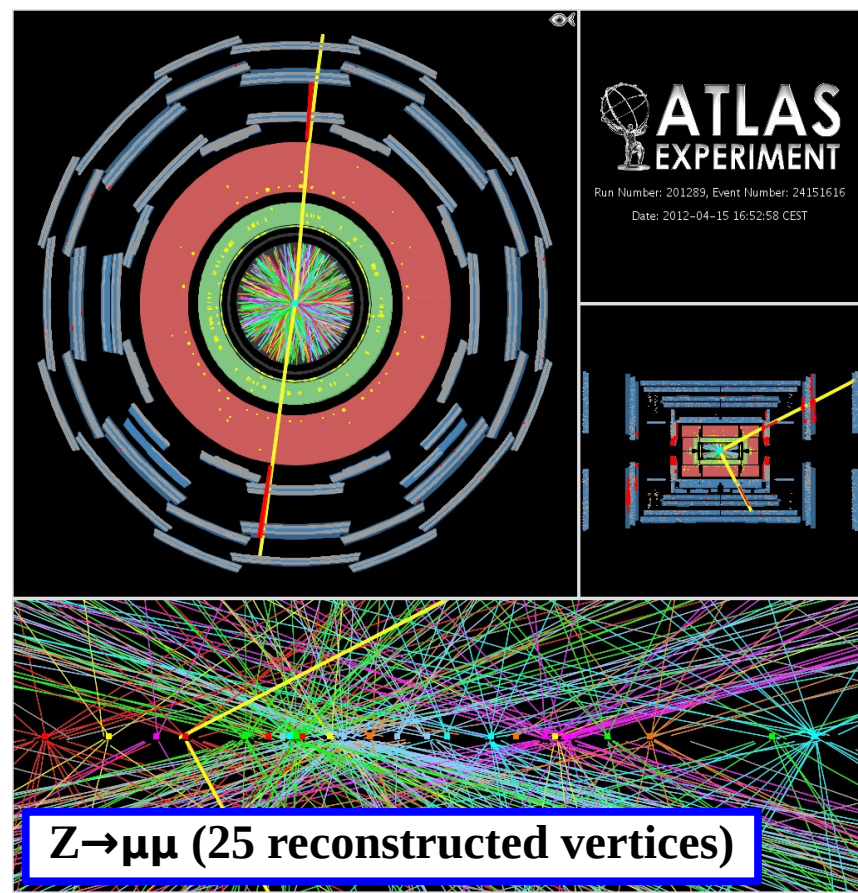 ATLAS
EXPERIMENT
Run Number: 201289, Event Number: 24151616
Date: 2012-04-15 16:52:58 CEST
Z→μμ (25 reconstructed vertices)